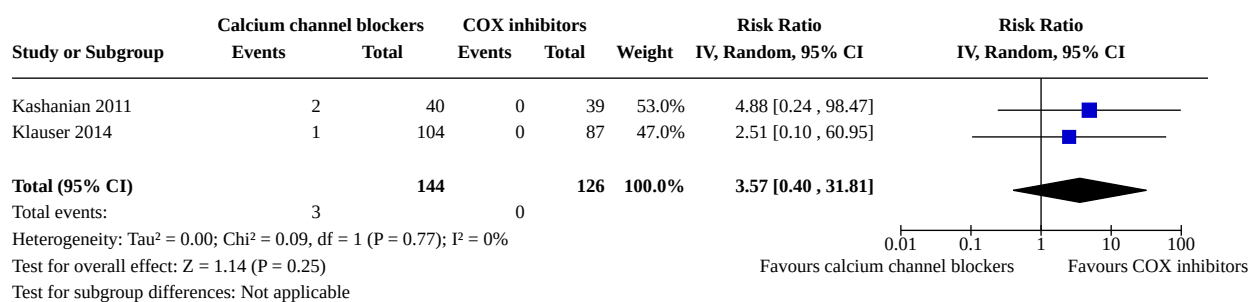 Calcium channel blockers COX inhibitors Risk Ratio Risk Ratio
Study or Subgroup Events Total Events Total Weight IV, Random, 95% CI IV, Random, 95% CI
Kashanian 2011 2 40 0 39 53.0% 4.88 [0.24 , 98.47]
Klauser 2014 1 104 0 87 47.0% 2.51 [0.10 , 60.95]
Total (95% CI) 144 126 100.0% 3.57 [0.40 , 31.81]
Total events: 3 0
Heterogeneity: Tau² = 0.00; Chi² = 0.09, df = 1 (P = 0.77); I² = 0%
0.01 0.1 1 10 100
Test for overall effect: Z = 1.14 (P = 0.25) Favours calcium channel blockers Favours COX inhibitors
Test for subgroup differences: Not applicable